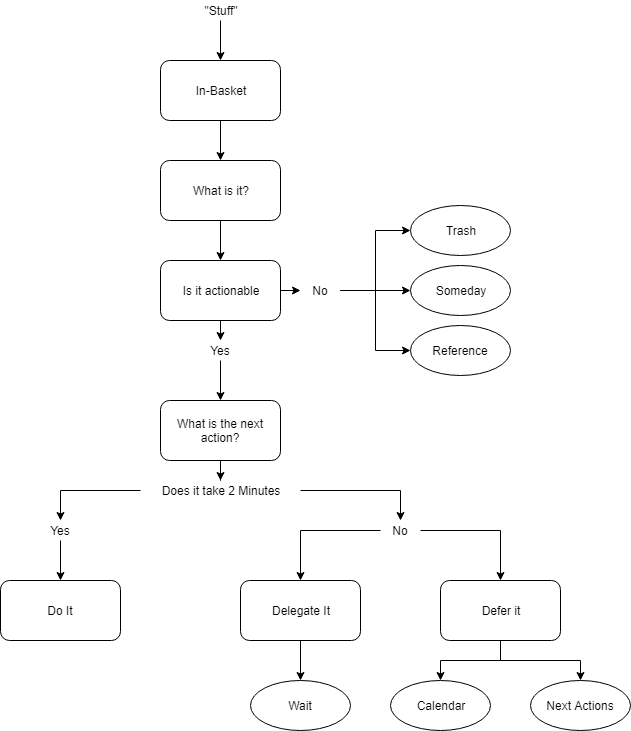 "Stuff"
In-Basket
What is it?
Trash
Is it actionable
No
Someday
Reference
Yes
What is the next
action?
Does it take 2 Minutes
Yes
No
Do It
Delegate It
Defer it
Wait
Calendar
Next Actions